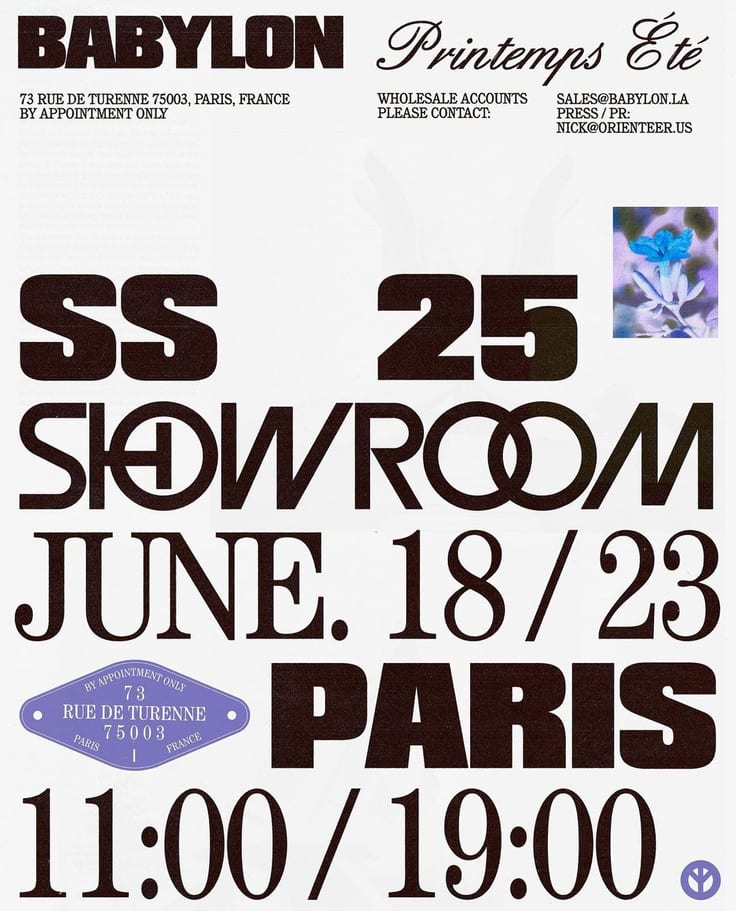 BABYLON
Printemps Été
73 RUE DE TURENNE 75003, PARIS, FRANCE
BY APPOINTMENT ONLY
WHOLESALE ACCOUNTS
PLEASE CONTACT:
SALES@BABYLON.LA
PRESS / PR:
NICK@ORIENTEER.US
SS 25
SHOWROOM
JUNE. 18 / 23
BY APPOINTMENT ONLY
73
RUE DE TURENNE
75003
PARIS
FRANCE
PARIS
11:00 / 19:00